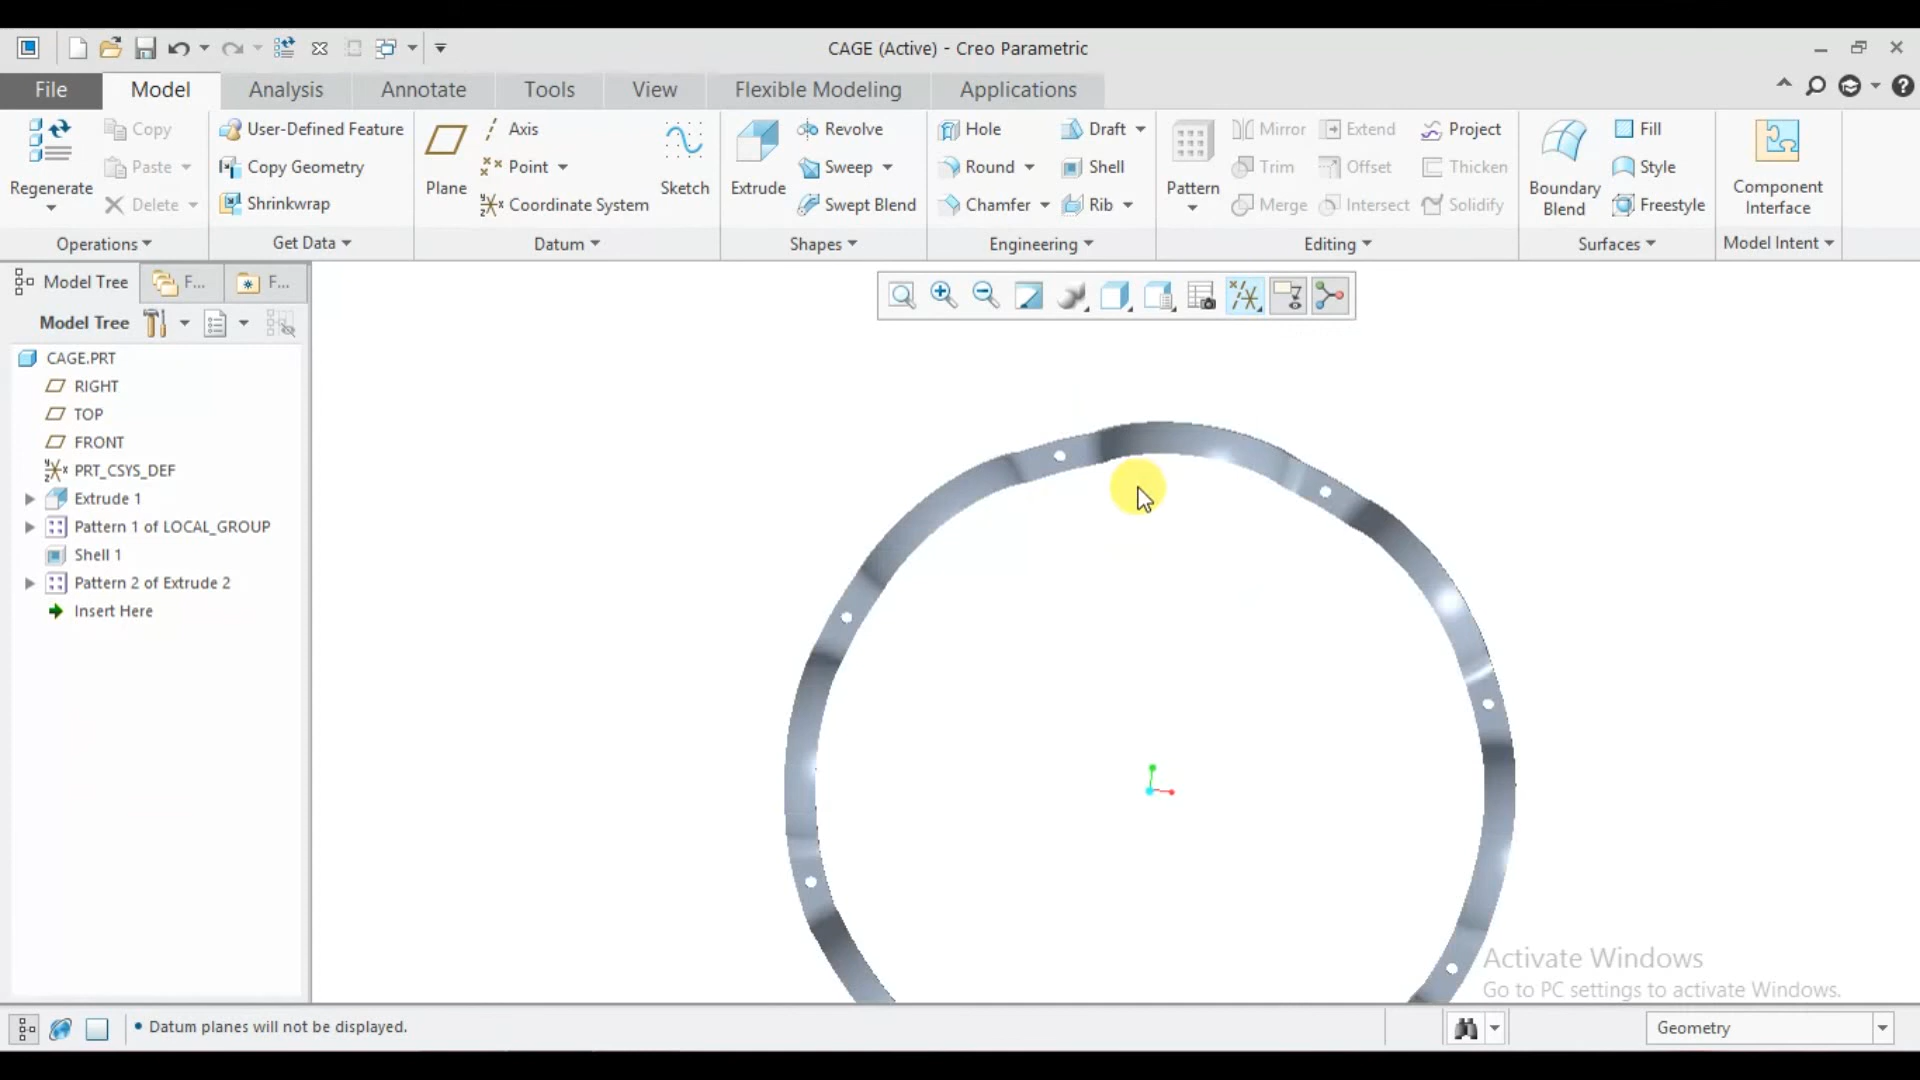 CAGE (Active) - Creo Parametric
File Model Analysis Annotate Tools View Flexible Modeling Applications
Regenerate
Copy
Paste
Delete
Operations
User-Defined Feature
Copy Geometry
Shrinkwrap
Get Data
Plane
Axis
Point
Coordinate System
Sketch
Datum
Extrude
Revolve
Sweep
Swept Blend
Shapes
Hole
Round
Chamfer
Draft
Shell
Rib
Engineering
Pattern
Mirror
Trim
Merge
Extend
Offset
Intersect
Project
Thicken
Solidify
Editing
Boundary
Blend
Fill
Style
Freestyle
Surfaces
Component
Interface
Model Intent
Model Tree
F...
F...
Model Tree
CAGE.PRT
RIGHT
TOP
FRONT
PRT_CSYS_DEF
Extrude 1
Pattern 1 of LOCAL_GROUP
Shell 1
Pattern 2 of Extrude 2
Insert Here
Activate Windows
Go to PC settings to activate Windows.
• Datum planes will not be displayed.
Geometry